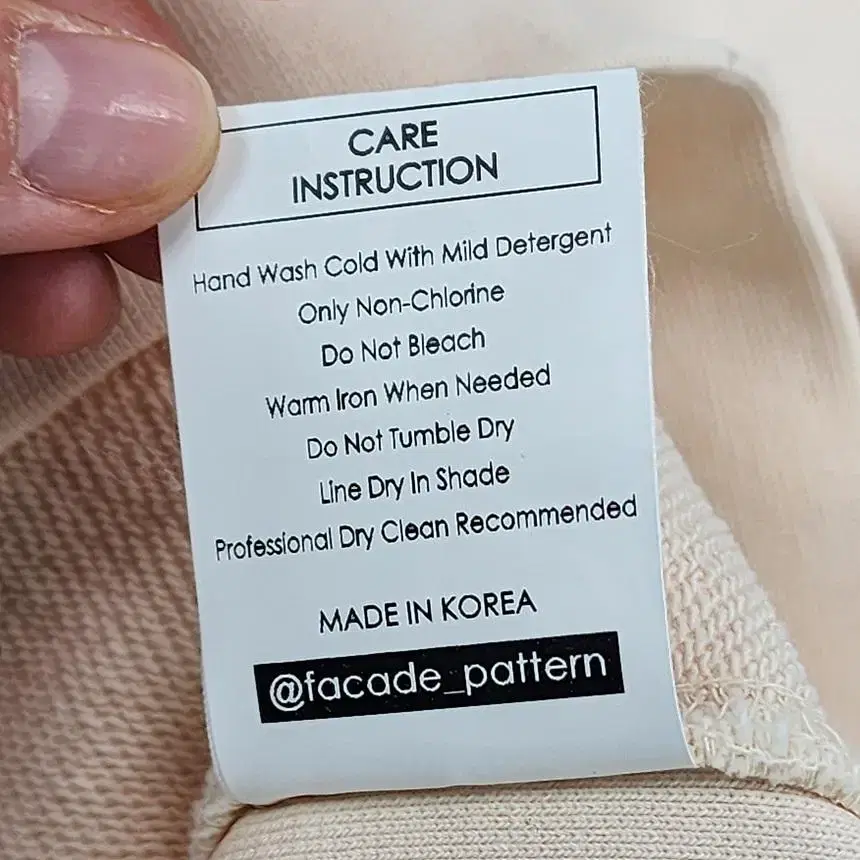 CARE
INSTRUCTION
Hand Wash Cold With Mild Detergent
Only Non-Chlorine
Do Not Bleach
Warm Iron When Needed
Do Not Tumble Dry
Line Dry In Shade
Professional Dry Clean Recommended
MADE IN KOREA
@facade_pattern